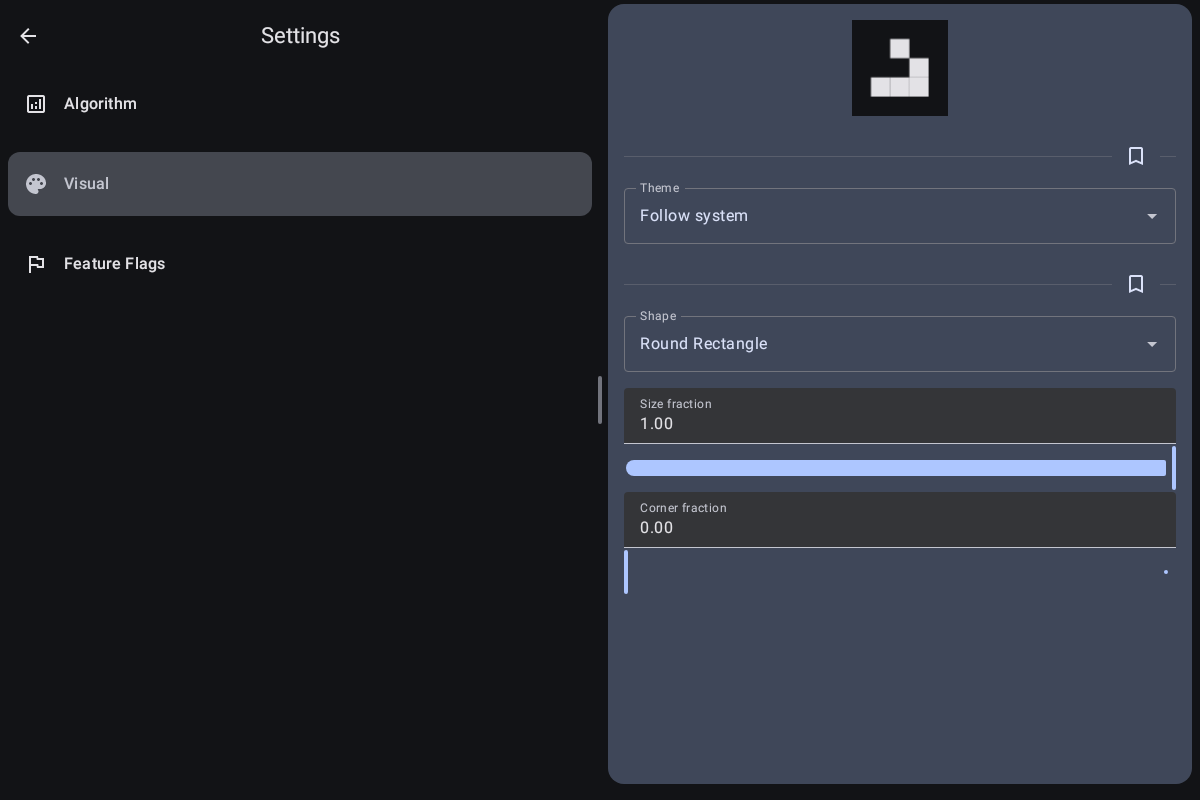 Settings
Algorithm
Visual
Feature Flags
Theme
Follow system
Shape
Round Rectangle
Size fraction
1.00
Corner fraction
0.00